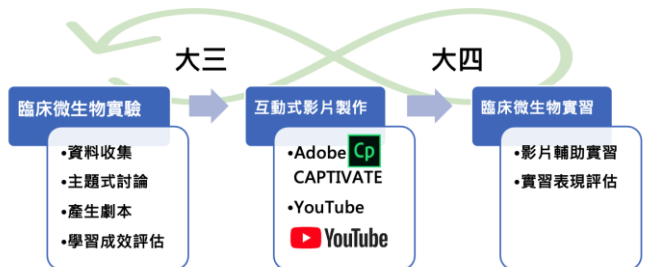 大三
大四
臨床微生物實驗
•資料收集
•主題式討論
•產生劇本
•學習成效評估
互動式影片製作
•Adobe Cp
CAPTIVATE
•YouTube
YouTube
臨床微生物實習
•影片輔助實習
•實習表現評估